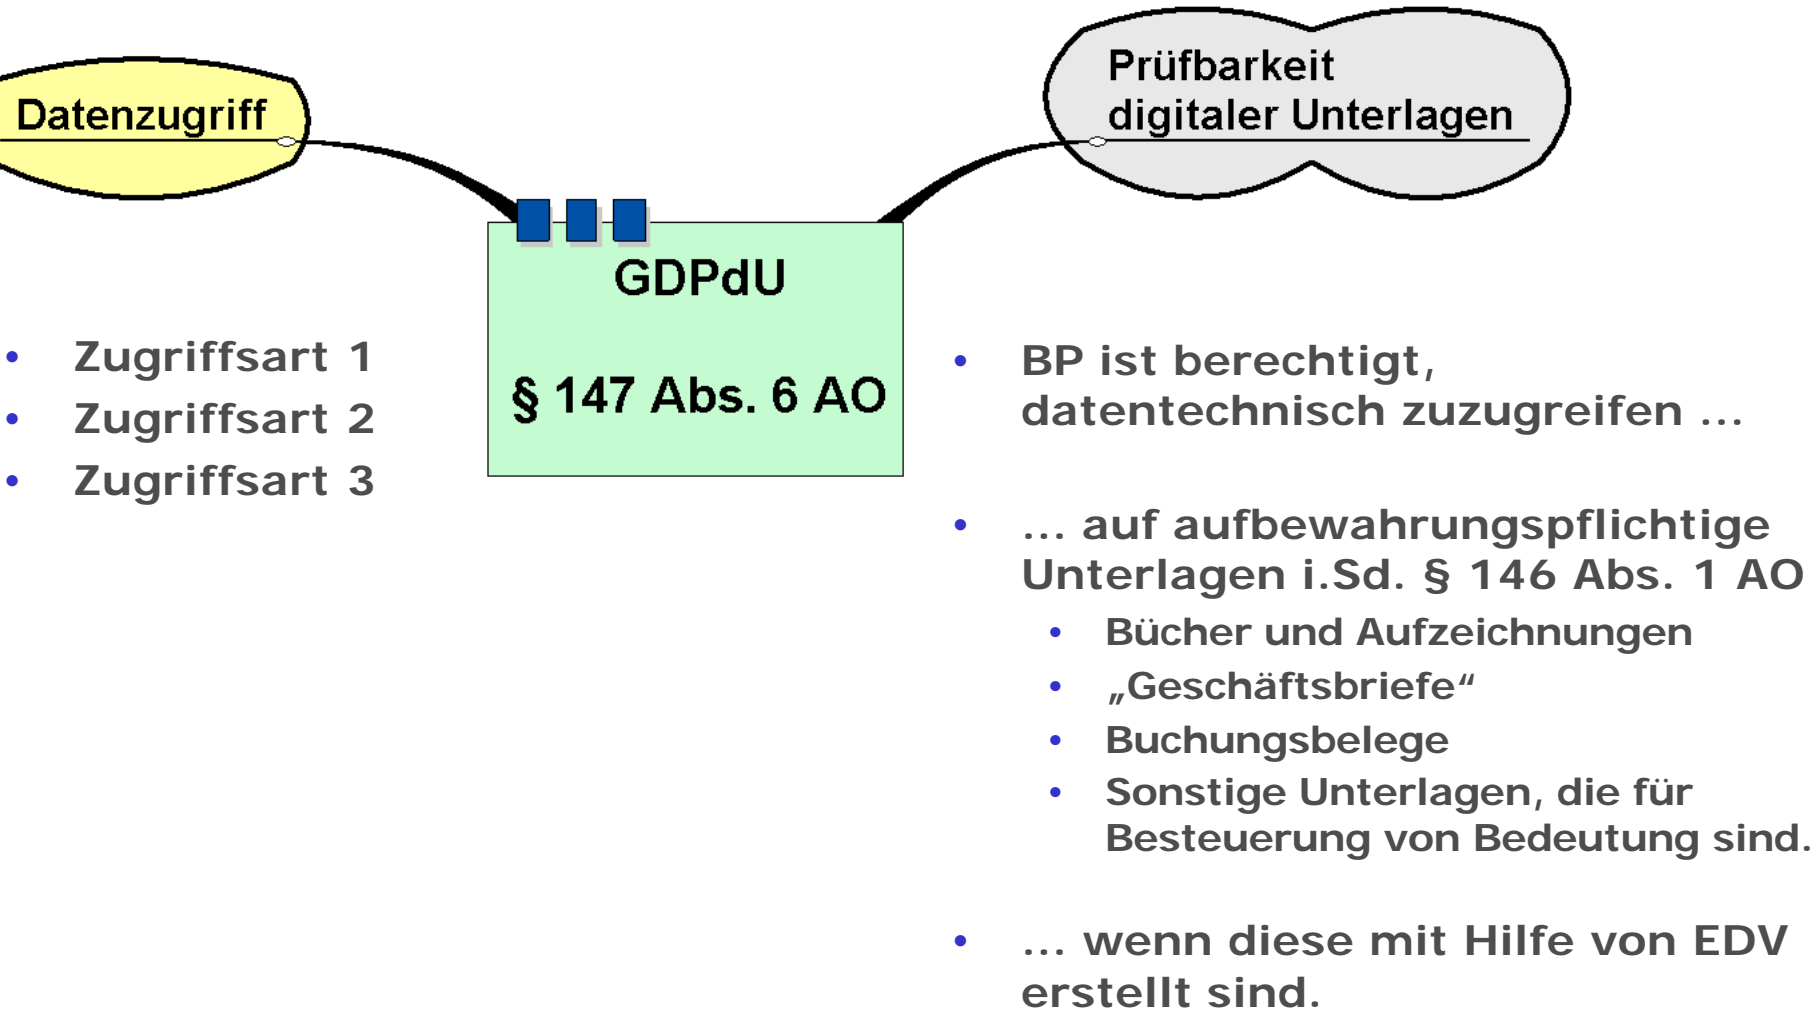 Datenzugriff
Prüfbarkeit
digitaler Unterlagen
GDPdU
§ 147 Abs. 6 AO
• Zugriffsart 1
• Zugriffsart 2
• Zugriffsart 3
• BP ist berechtigt,
datentechnisch zuzugreifen ...
• ... auf aufbewahrungspflichtige
Unterlagen i.Sd. § 146 Abs. 1 AO
• Bücher und Aufzeichnungen
• „Geschäftsbriefe“
• Buchungsbelege
• Sonstige Unterlagen, die für
Besteuerung von Bedeutung sind.
• ... wenn diese mit Hilfe von EDV
erstellt sind.